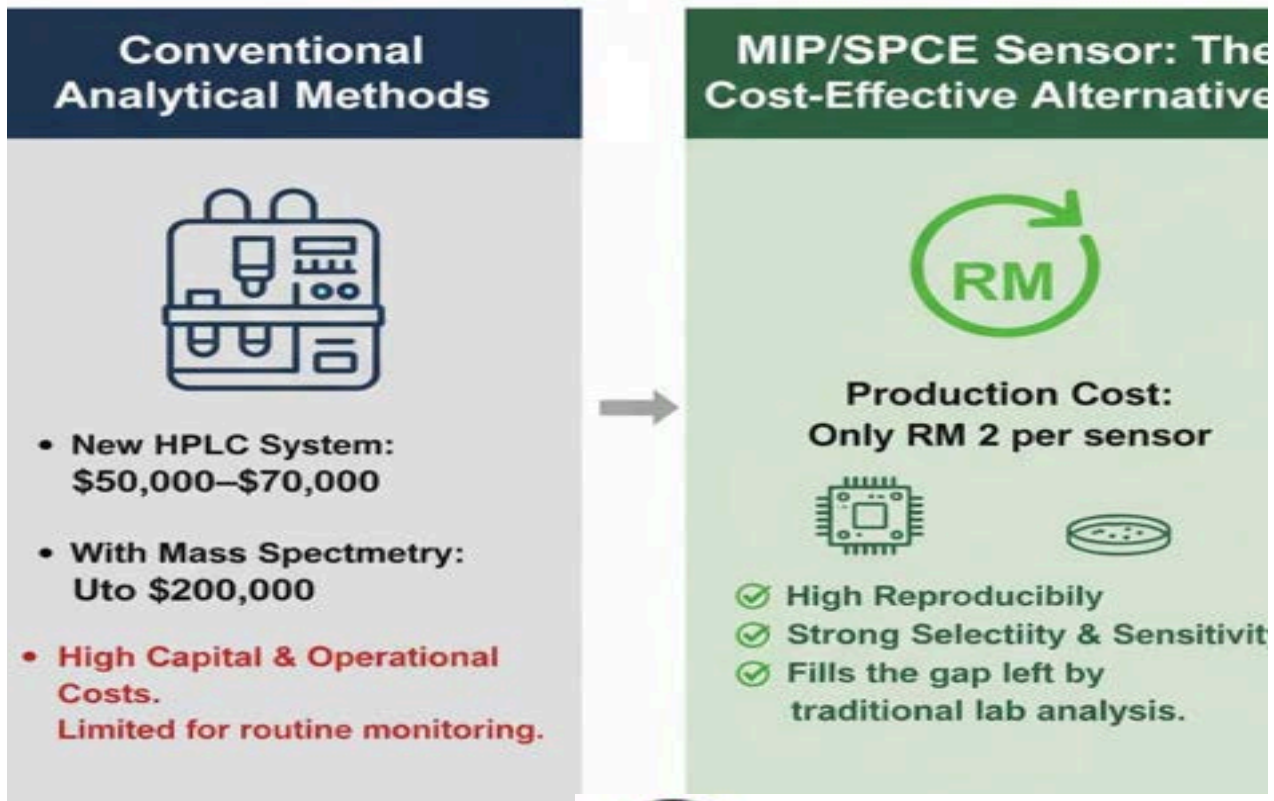 Conventional
Analytical Methods
• New HPLC System:
$50,000–$70,000
• With Mass Spectmetry:
Uto $200,000
• High Capital & Operational
Costs.
Limited for routine monitoring.
MIP/SPCE Sensor: The
Cost-Effective Alternative
RM
Production Cost:
Only RM 2 per sensor
High Reproducibily
Strong Selectiity & Sensitivity
Fills the gap left by
traditional lab analysis.